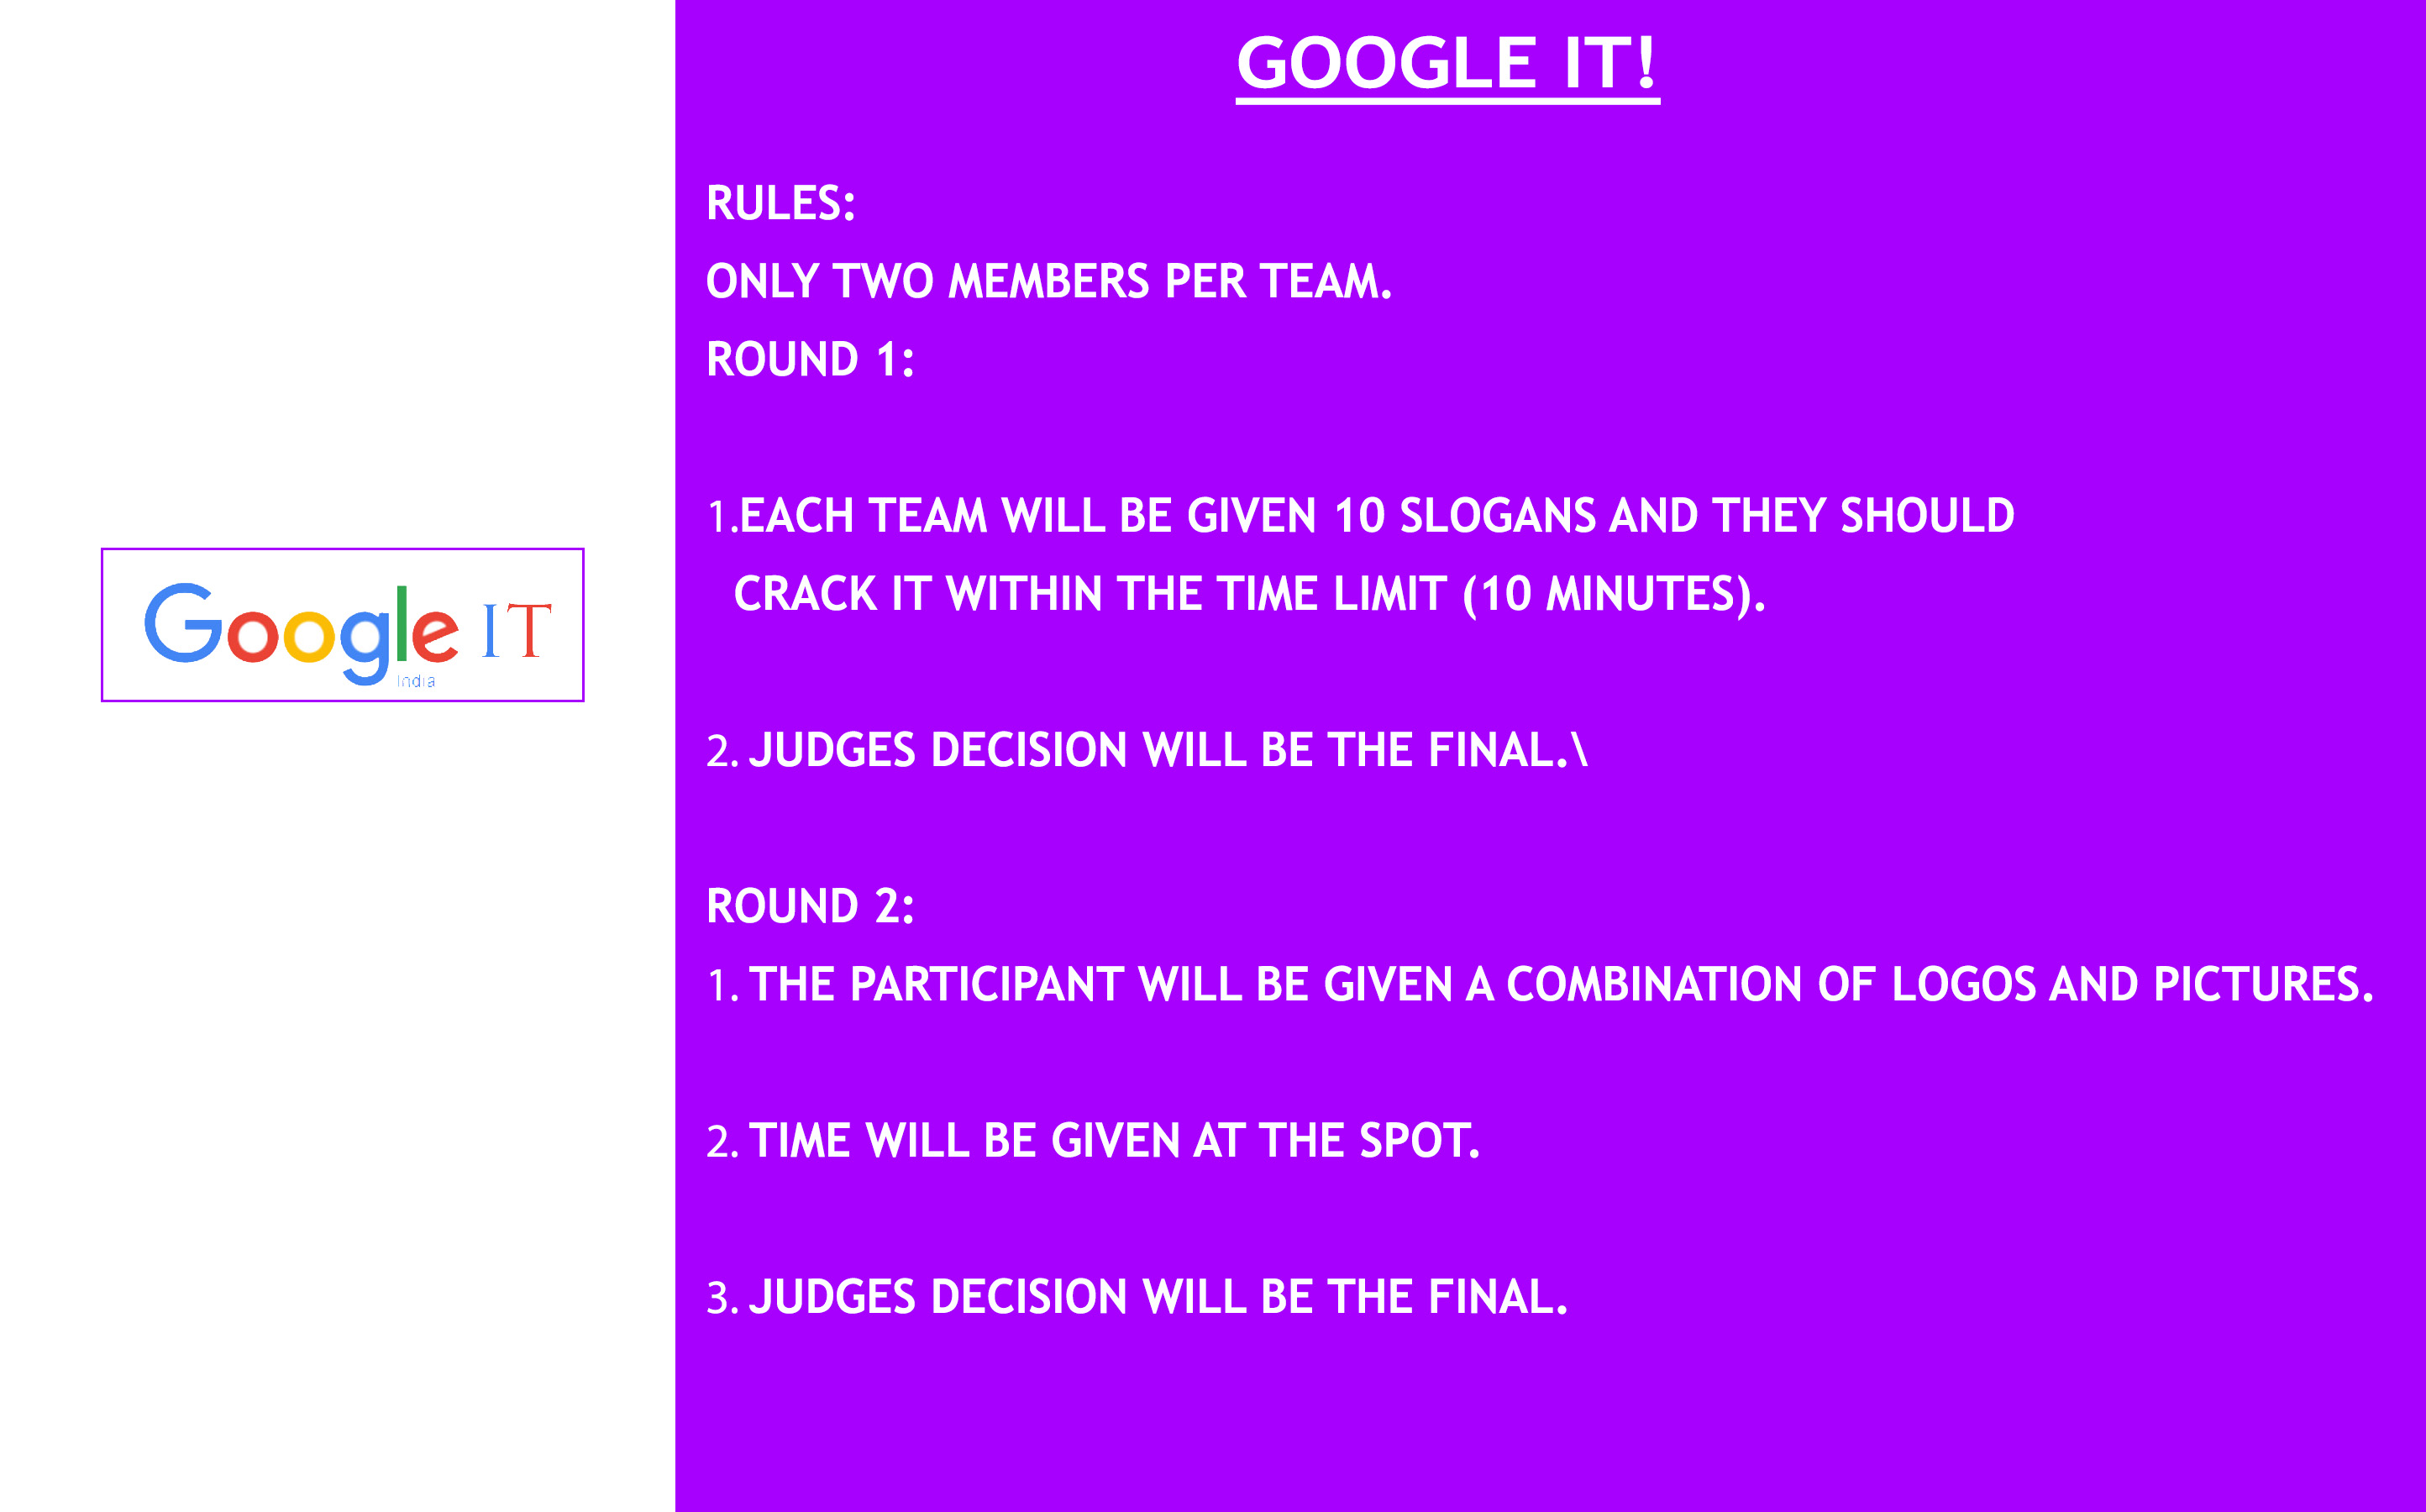 GOOGLE IT!
RULES:
ONLY TWO MEMBERS PER TEAM.
ROUND 1:
1.EACH TEAM WILL BE GIVEN 10 SLOGANS AND THEY SHOULD
CRACK IT WITHIN THE TIME LIMIT (10 MINUTES).
2. JUDGES DECISION WILL BE THE FINAL.\
ROUND 2:
1. THE PARTICIPANT WILL BE GIVEN A COMBINATION OF LOGOS AND PICTURES.
2. TIME WILL BE GIVEN AT THE SPOT.
3. JUDGES DECISION WILL BE THE FINAL.
Google IT
India